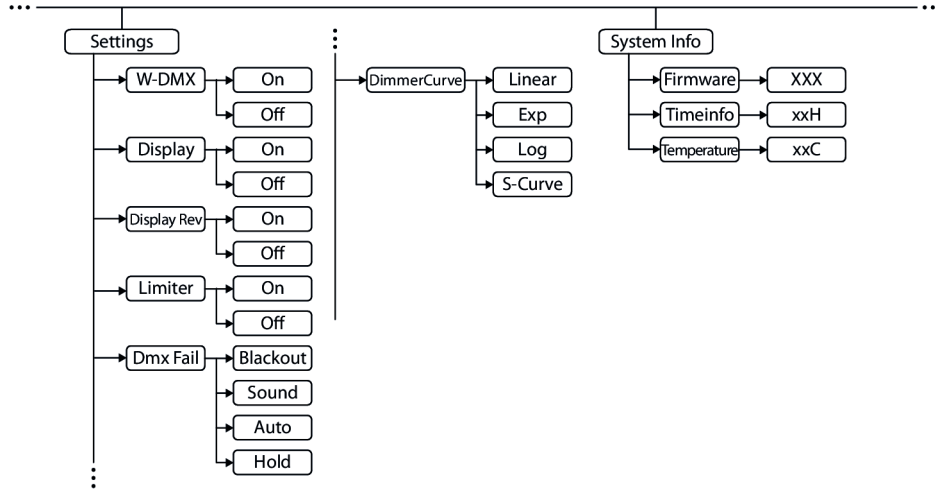 Settings
W-DMX
On
Off
Display
On
Off
Display Rev
On
Off
Limiter
On
Off
Dmx Fail
Blackout
Sound
Auto
Hold
DimmerCurve
Linear
Exp
Log
S-Curve
System Info
Firmware
XXX
Timeinfo
xxH
Temperature
xxC